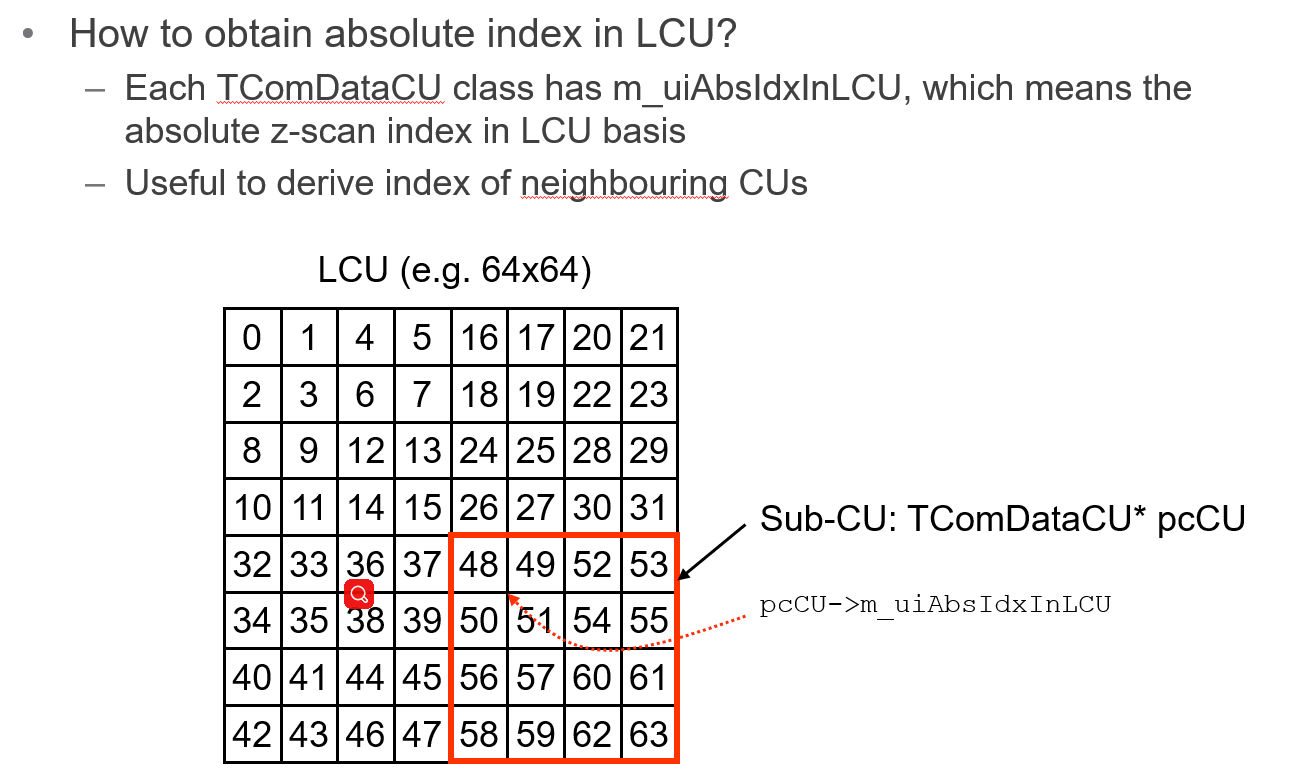 • How to obtain absolute index in LCU?
– Each TComDataCU class has m_uiAbsIdxInLCU, which means the
absolute z-scan index in LCU basis
– Useful to derive index of neighbouring CUs
LCU (e.g. 64x64)
0 1 4 5 16 17 20 21
2 3 6 7 18 19 22 23
8 9 12 13 24 25 28 29
10 11 14 15 26 27 30 31
32 33 36 37 48 49 52 53
34 35 38 39 50 51 54 55
40 41 44 45 56 57 60 61
42 43 46 47 58 59 62 63
Sub-CU: TComDataCU* pcCU
pcCU->m_uiAbsIdxInLCU